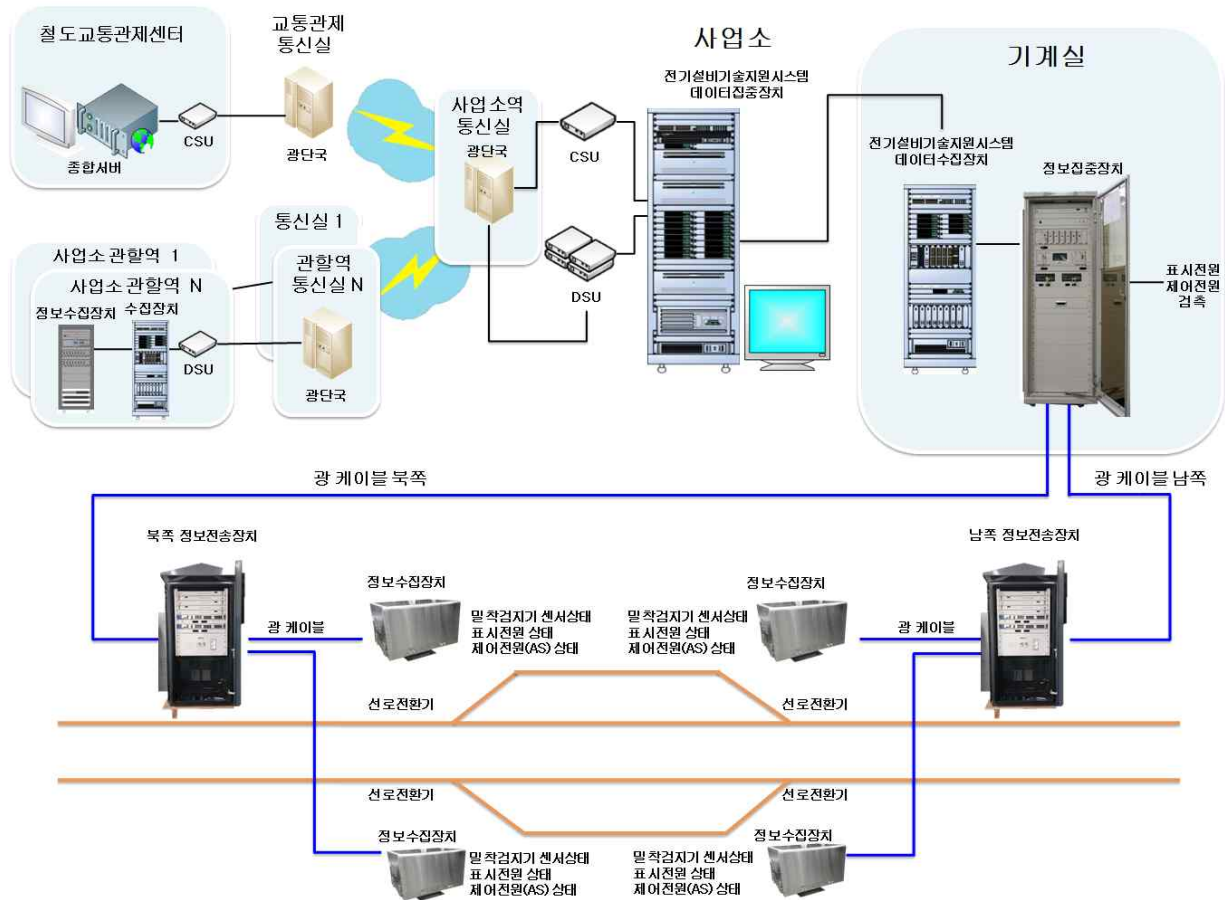 철도교통관제센터
종합서버
CSU
교통관제
통신실
광단국
사업소역
통신실
광단국
CSU
DSU
사업소
전기설비기술지원시스템
데이터집중장치
기계실
전기설비기술지원시스템
데이터수집장치
정보집중장치
표시전원
제어전원
검측
사업소관할역 1
사업소관할역 N
정보수집장치
수집장치
DSU
통신실 1
관할역
통신실 N
광단국
광 케이블 북쪽
광 케이블 남쪽
북쪽 정보전송장치
남쪽 정보전송장치
광 케이블
정보수집장치
밀착검지기 센서상태
표시전원 상태
제어전원(AS) 상태
정보수집장치
밀착검지기 센서상태
표시전원 상태
제어전원(AS) 상태
광 케이블
선로전환기
선로전환기
선로전환기
선로전환기
정보수집장치
밀착검지기 센서상태
표시전원 상태
제어전원(AS) 상태
정보수집장치
밀착검지기 센서상태
표시전원 상태
제어전원(AS) 상태